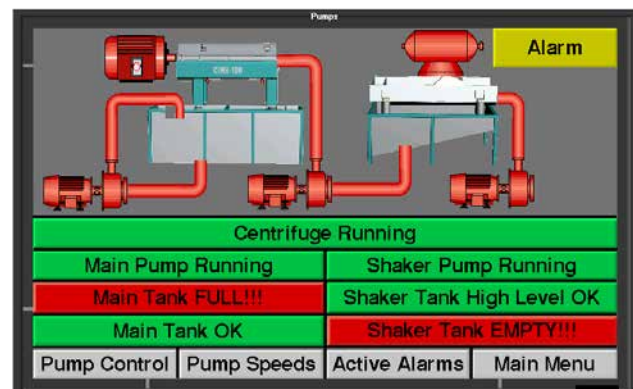 Pumps
Alarm
Centrifuge Running
Main Pump Running
Shaker Pump Running
Main Tank FULL!!!
Shaker Tank High Level OK
Main Tank OK
Shaker Tank EMPTY!!!
Pump Control
Pump Speeds
Active Alarms
Main Menu